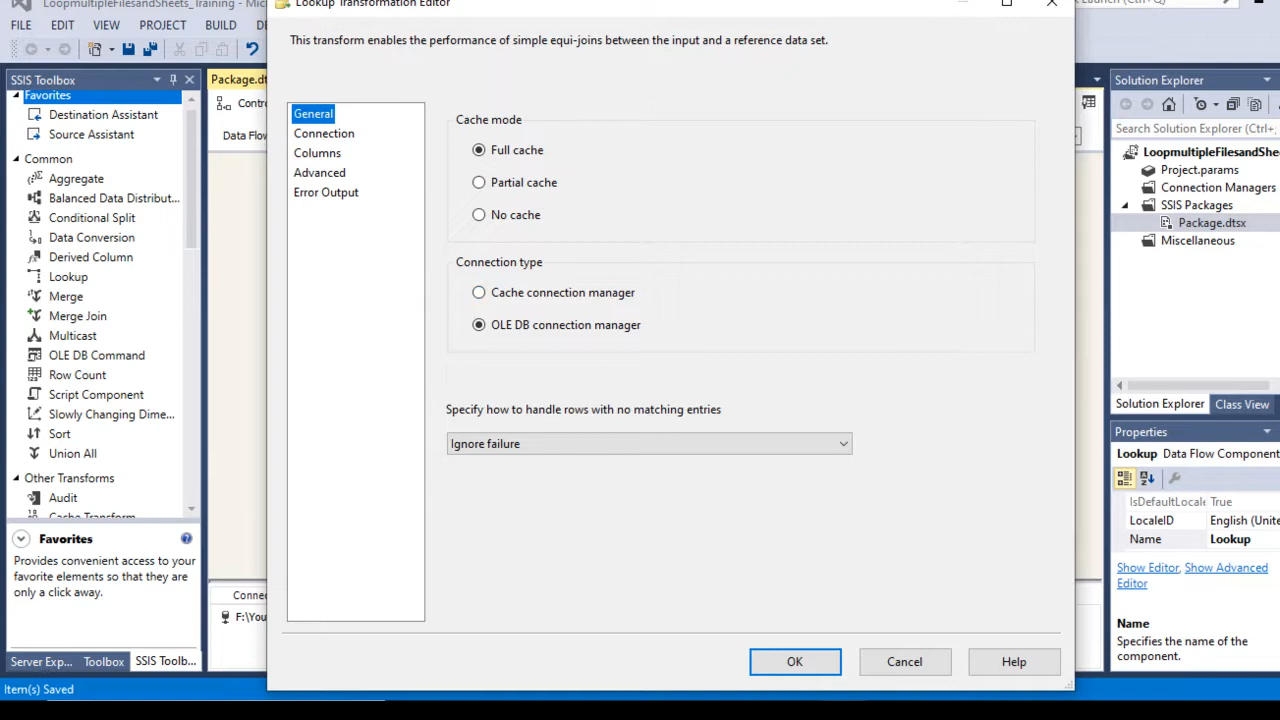 LoopmultipleFilesandSheets_Training - Mic
Lookup Transformation Editor
FILE EDIT VIEW PROJECT BUILD
This transform enables the performance of simple equi-joins between the input and a reference data set.
SSIS Toolbox
Favorites
Destination Assistant
Source Assistant
Common
Aggregate
Balanced Data Distribut...
Conditional Split
Data Conversion
Derived Column
Lookup
Merge
Merge Join
Multicast
OLE DB Command
Row Count
Script Component
Slowly Changing Dime...
Sort
Union All
Other Transforms
Audit
Cache Transform
Favorites
Provides convenient access to your
favorite elements so that they are
only a click away.
Server Exp... Toolbox SSIS Toolb...
Item(s) Saved
Package.dt
Contro
Data Flow
Connec
F:\You
General
Connection
Columns
Advanced
Error Output
Cache mode
Full cache
Partial cache
No cache
Connection type
Cache connection manager
OLE DB connection manager
Specify how to handle rows with no matching entries
Ignore failure
OK Cancel Help
Solution Explorer
Search Solution Explorer (Ctrl+;
LoopmultipleFilesandShee
Project.params
Connection Managers
SSIS Packages
Package.dtsx
Miscellaneous
Solution Explorer Class View
Properties
Lookup Data Flow Component
IsDefaultLocale True
LocaleID English (Unite
Name Lookup
Show Editor, Show Advanced
Editor
Name
Specifies the name of the
component.